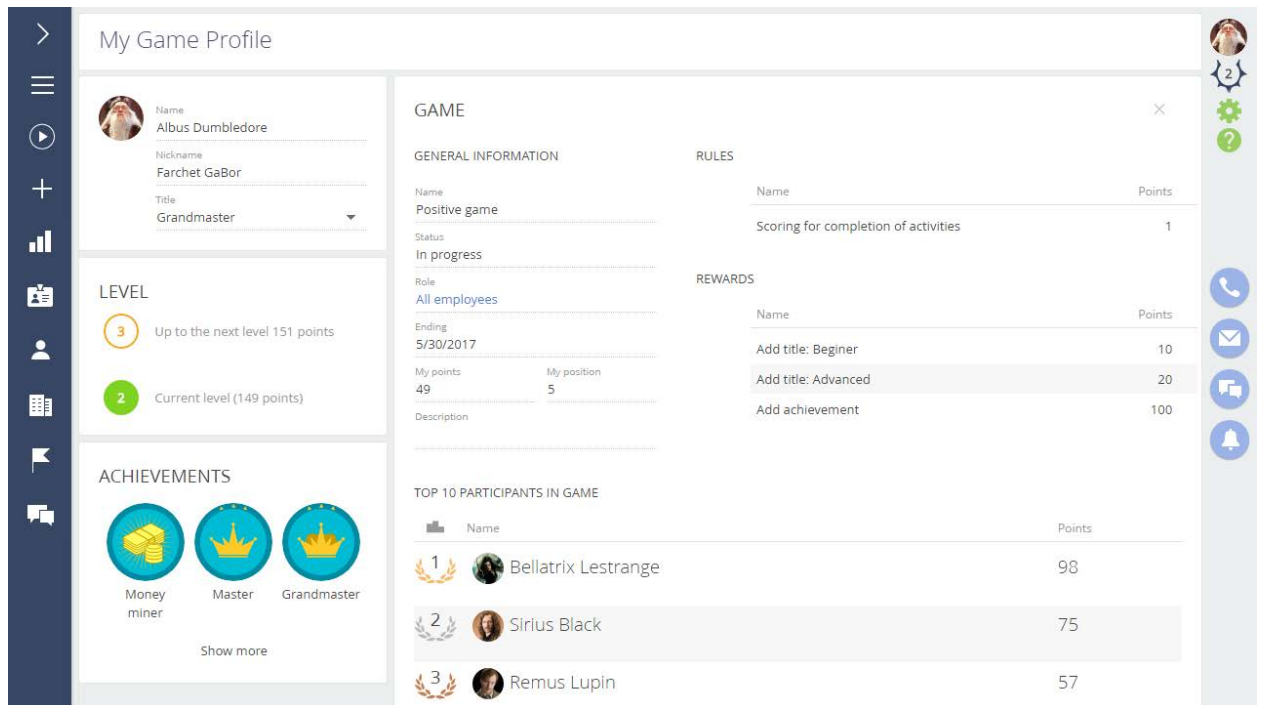 My Game Profile
2
Name
Albus Dumbledore
Nickname
Farchet GaBor
Title
Grandmaster
LEVEL
3 Up to the next level 151 points
2 Current level (149 points)
ACHIEVEMENTS
Money miner
Master
Grandmaster
Show more
GAME
GENERAL INFORMATION
Name
Positive game
Status
In progress
Role
All employees
Ending
5/30/2017
My points My position
49 5
Description
RULES
Name Points
Scoring for completion of activities 1
REWARDS
Name Points
Add title: Beginer 10
Add title: Advanced 20
Add achievement 100
TOP 10 PARTICIPANTS IN GAME
Name Points
1 Bellatrix Lestrange 98
2 Sirius Black 75
3 Remus Lupin 57
?